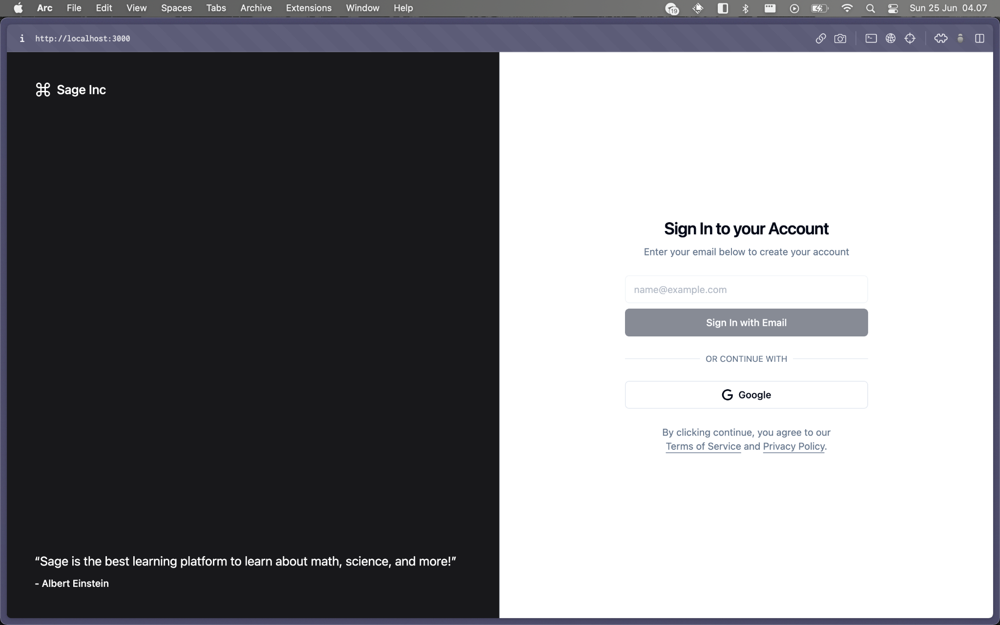 Arc File Edit View Spaces Tabs Archive Extensions Window Help 19 Sun 25 Jun 04.07
http://localhost:3000
Sage Inc
“Sage is the best learning platform to learn about math, science, and more!”
- Albert Einstein
Sign In to your Account
Enter your email below to create your account
name@example.com
Sign In with Email
OR CONTINUE WITH
Google
By clicking continue, you agree to our
Terms of Service and Privacy Policy.